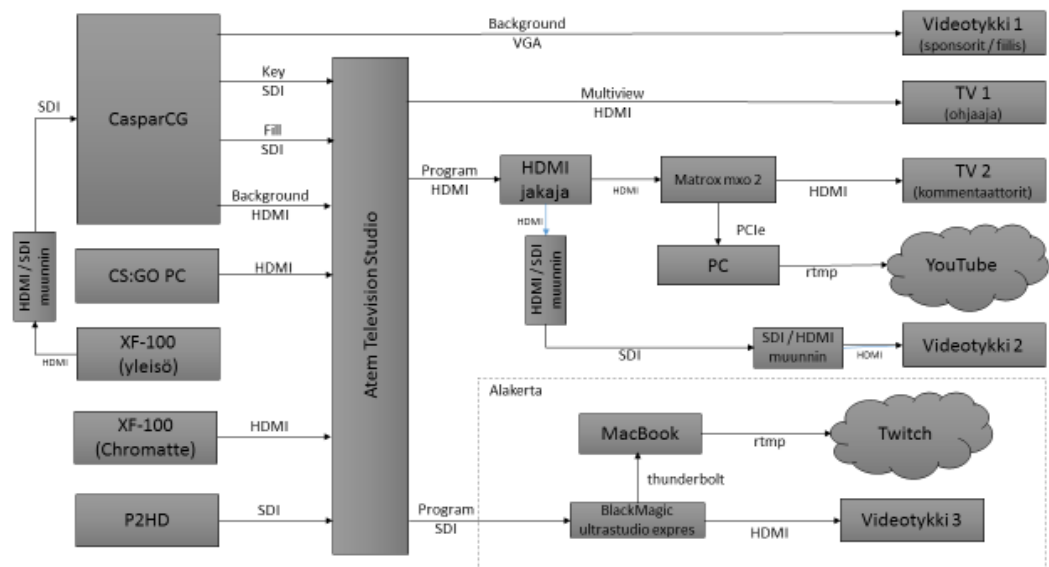 Background
VGA
Videotykki 1
(sponsorit / fiilis)
CasparCG
SDI
Key
SDI
Fill
SDI
Background
HDMI
Multiview
HDMI
TV 1
(ohjaaja)
Program
HDMI
HDMI
jakaja
HDMI
Matrox mxo 2
HDMI
TV 2
(kommentaattorit)
HDMI
PCIe
HDMI / SDI
muunnin
CS:GO PC
HDMI
Atem Television Studio
HDMI / SDI
muunnin
PC
rtmp
YouTube
HDMI
XF-100
(yleisö)
SDI
SDI / HDMI
muunnin
HDMI
Videotykki 2
Alakerta
XF-100
(Chromatte)
HDMI
MacBook
rtmp
Twitch
thunderbolt
P2HD
SDI
Program
SDI
BlackMagic
ultrastudio expres
HDMI
Videotykki 3